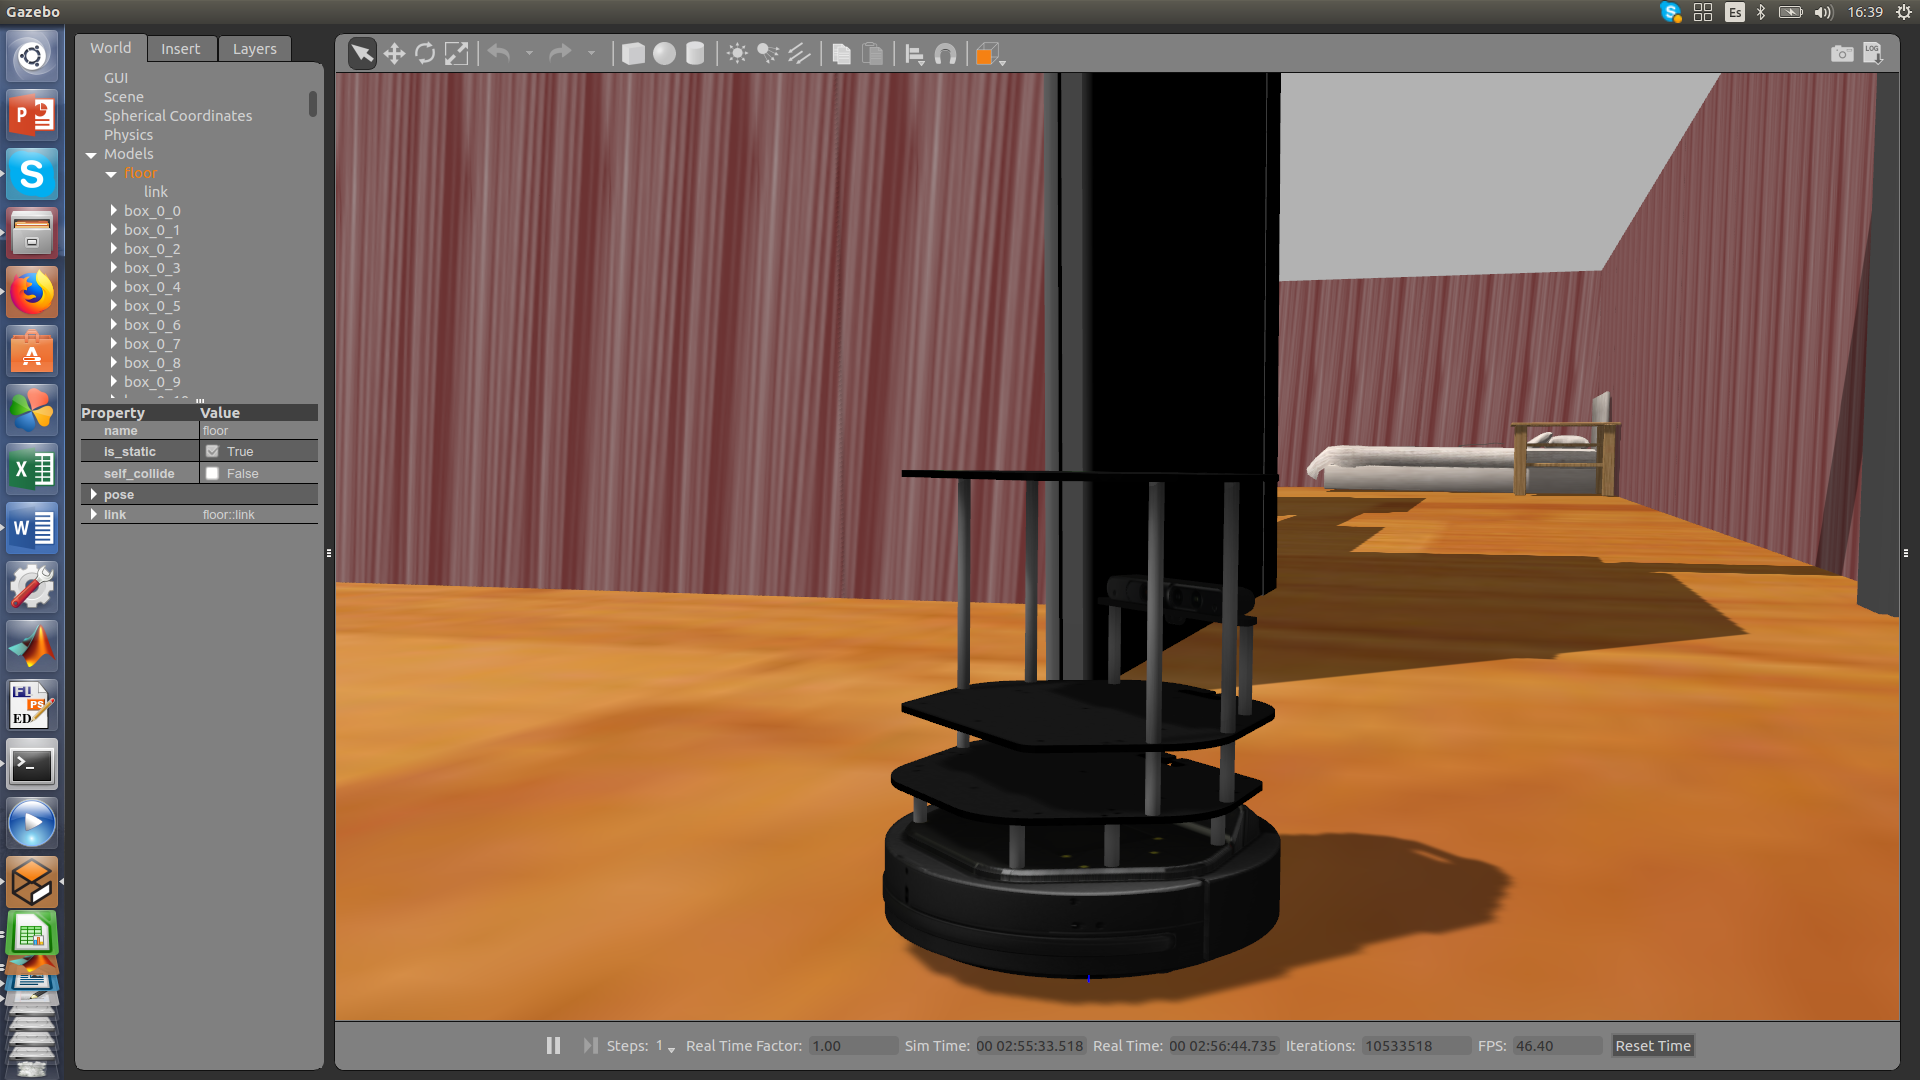 Gazebo
Es
16:39
World
Insert
Layers
LOG
GUI
Scene
Spherical Coordinates
Physics
Models
floor
link
box_0_0
box_0_1
box_0_2
box_0_3
box_0_4
box_0_5
box_0_6
box_0_7
box_0_8
box_0_9
Property Value
name floor
is_static True
self_collide False
pose
link floor::link
Steps: 1 Real Time Factor: 1.00 Sim Time: 00 02:55:33.518 Real Time: 00 02:56:44.735 Iterations: 10533518 FPS: 46.40 Reset Time